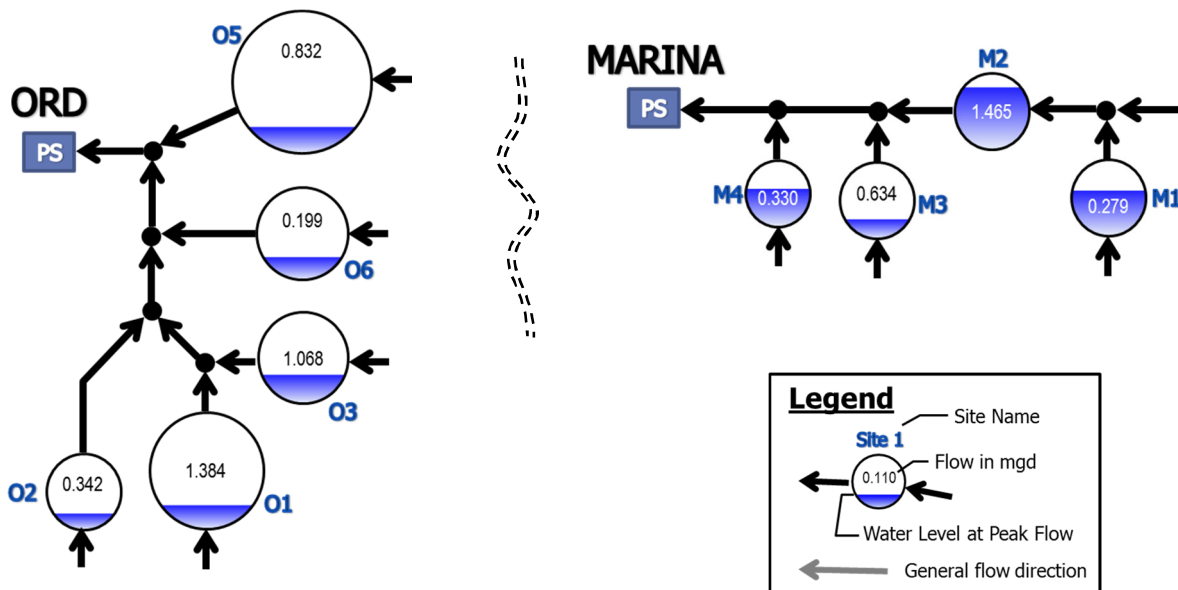 O5
0.832
ORD
PS
0.199
O6
1.068
O3
0.342
O2
1.384
O1
MARINA
PS
M2
1.465
M4
0.330
0.634
M3
0.279
M1
Legend
Site Name
Site 1
0.110
Flow in mgd
Water Level at Peak Flow
General flow direction